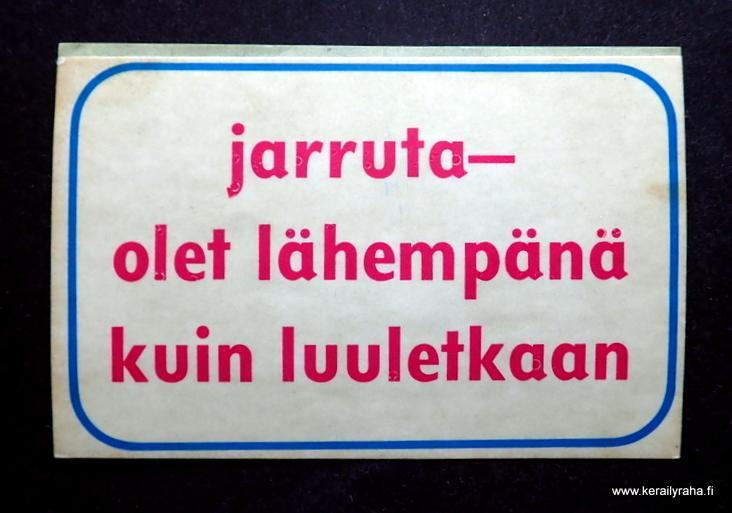 jarruta—
olet lähempänä
kuin luuletkaan
www.kerailyraha.fi